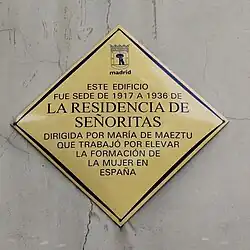 madrid
ESTE EDIFICIO
FUE SEDE DE 1917 A 1936 DE
LA RESIDENCIA DE
SEÑORITAS
DIRIGIDA POR MARÍA DE MAEZTU
QUE TRABAJÓ POR ELEVAR
LA FORMACIÓN DE
LA MUJER EN
ESPAÑA